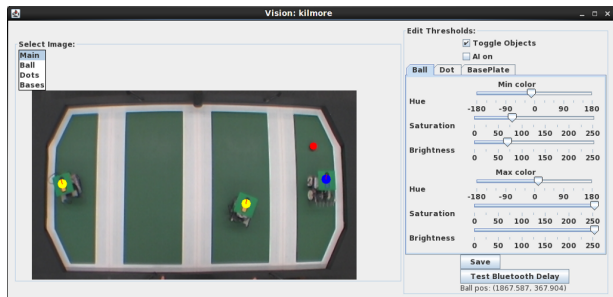 Vision: kilmore
Select Image:
Main
Ball
Dots
Bases
Edit Thresholds:
Toggle Objects
AI on
Ball Dot BasePlate
Min color
Hue
-180 -90 0 90 180
Saturation
0 50 100 150 200 250
Brightness
0 50 100 150 200 250
Max color
Hue
-180 -90 0 90 180
Saturation
0 50 100 150 200 250
Brightness
0 50 100 150 200 250
Save
Test Bluetooth Delay
Ball pos: (1867.587, 367.904)